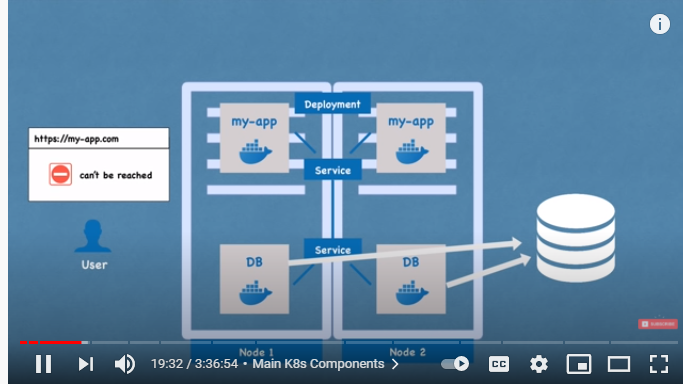 Deployment
my-app
my-app
https://my-app.com
can't be reached
Service
User
Service
DB
DB
SUBSCRIBE
Node 1
Node 2
19:32 / 3:36:54 • Main K8s Components
CC